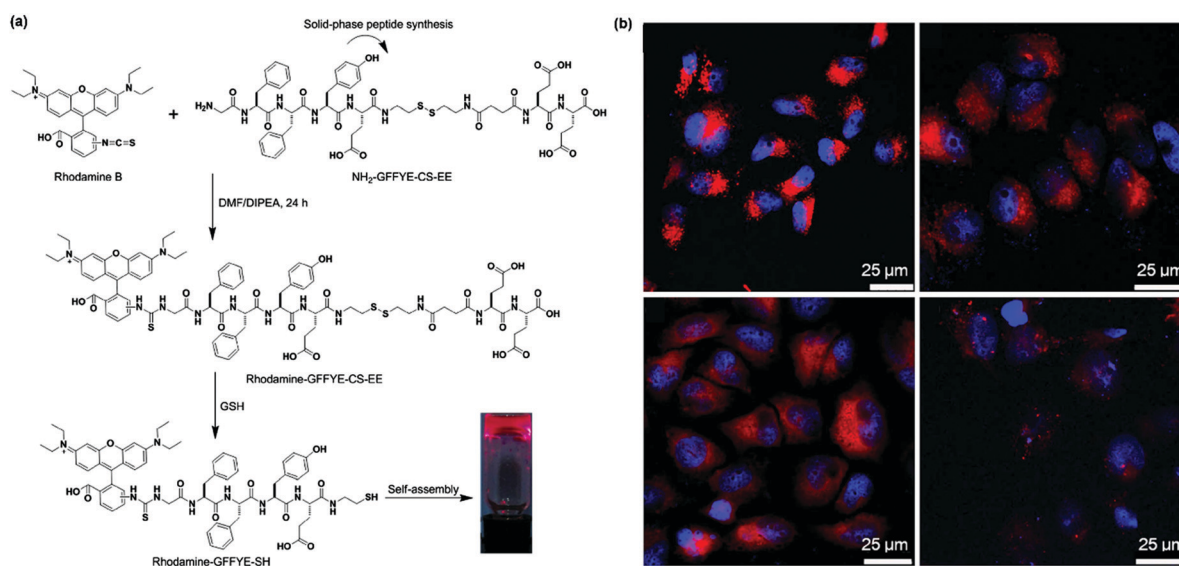 (a)
Solid-phase peptide synthesis
Rhodamine B
+
NH₂-GFFYE-CS-EE
DMF/DIPEA, 24 h
Rhodamine-GFFYE-CS-EE
GSH
Rhodamine-GFFYE-SH
Self-assembly
(b)
25 µm
25 µm
25 µm
25 µm